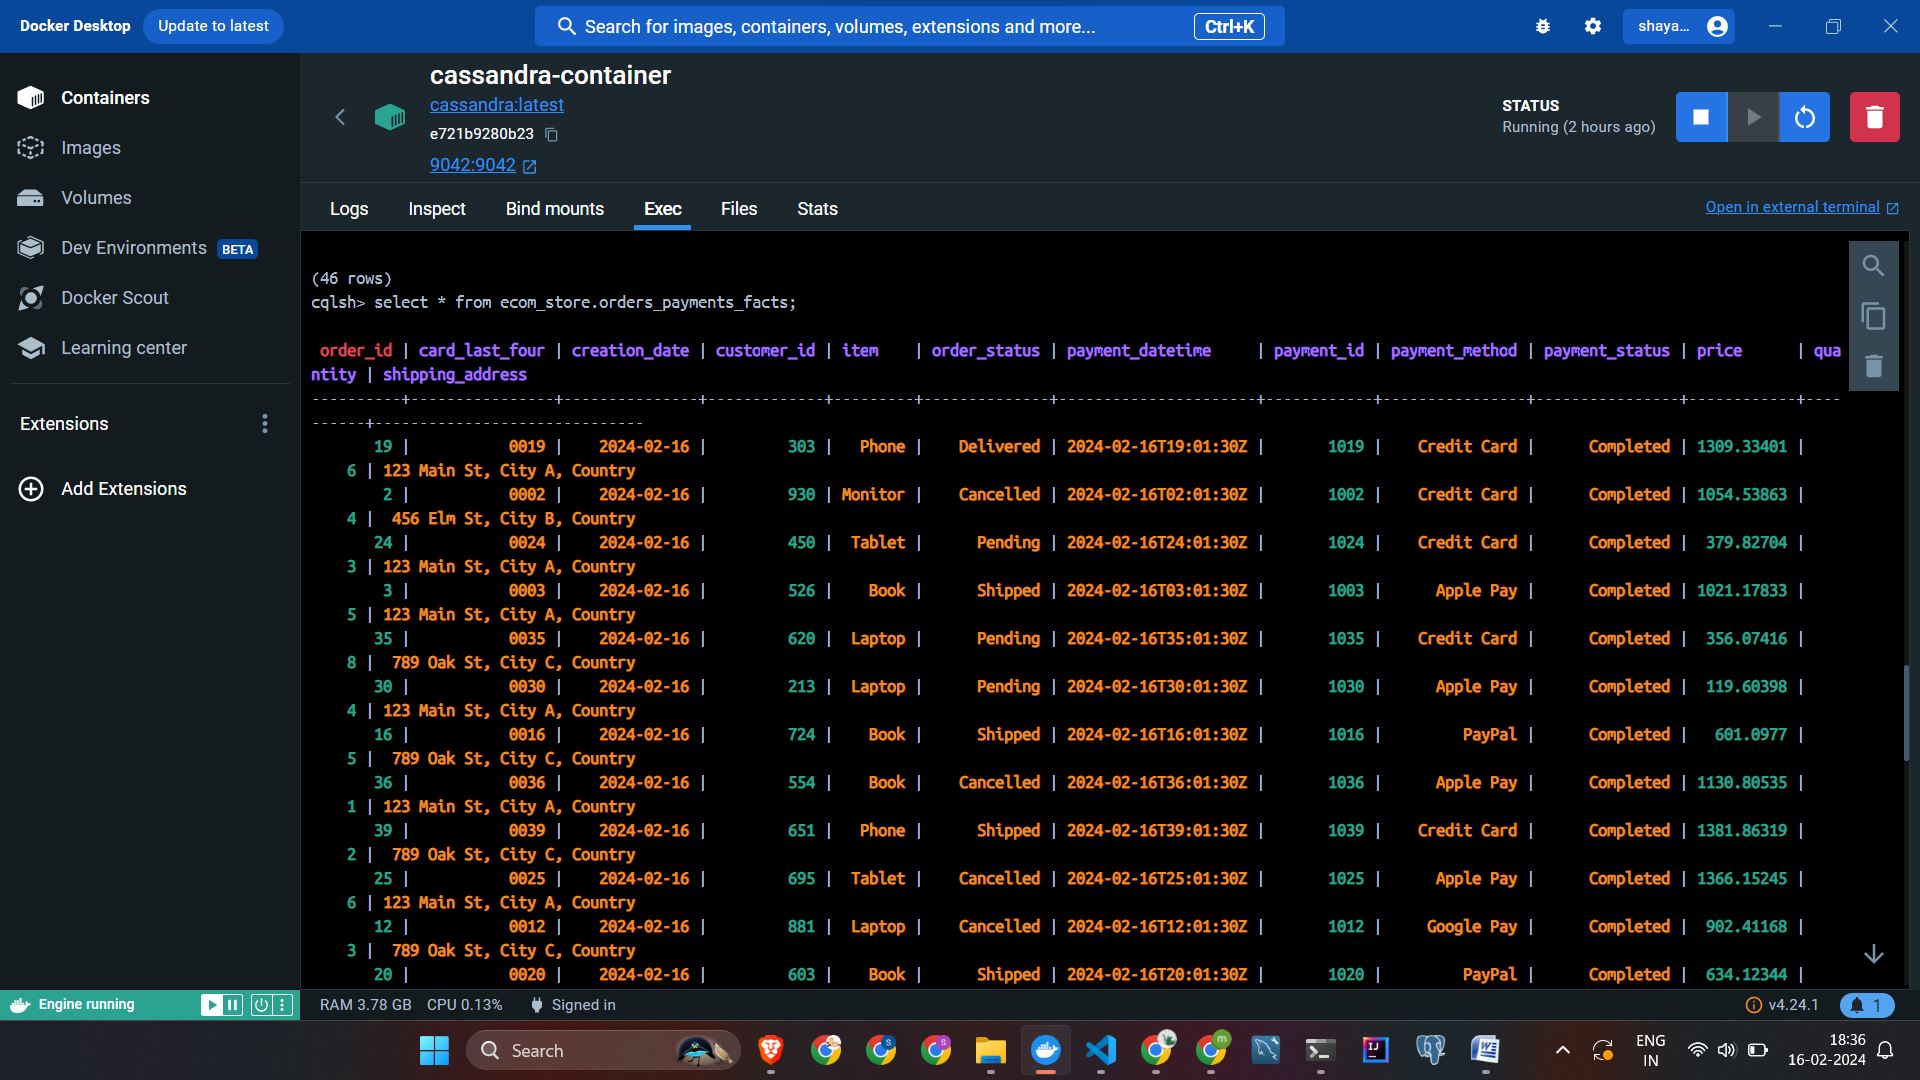 Docker Desktop
Update to latest
Search for images, containers, volumes, extensions and more...
Ctrl+K
shaya...
Containers
Images
Volumes
Dev Environments BETA
Docker Scout
Learning center
Extensions
Add Extensions
cassandra-container
cassandra:latest
e721b9280b23
9042:9042
STATUS
Running (2 hours ago)
Logs Inspect Bind mounts Exec Files Stats
Open in external terminal
(46 rows)
cqlsh> select * from ecom_store.orders_payments_facts;
order_id | card_last_four | creation_date | customer_id | item | order_status | payment_datetime | payment_id | payment_method | payment_status | price | qua
ntity | shipping_address
----------+----------------+---------------+-------------+---------+--------------+----------------------+------------+----------------+----------------+------------+----
------+------------------------------
19 | 0019 | 2024-02-16 | 303 | Phone | Delivered | 2024-02-16T19:01:30Z | 1019 | Credit Card | Completed | 1309.33401 |
6 | 123 Main St, City A, Country
2 | 0002 | 2024-02-16 | 930 | Monitor | Cancelled | 2024-02-16T02:01:30Z | 1002 | Credit Card | Completed | 1054.53863 |
4 | 456 Elm St, City B, Country
24 | 0024 | 2024-02-16 | 450 | Tablet | Pending | 2024-02-16T24:01:30Z | 1024 | Credit Card | Completed | 379.82704 |
3 | 123 Main St, City A, Country
3 | 0003 | 2024-02-16 | 526 | Book | Shipped | 2024-02-16T03:01:30Z | 1003 | Apple Pay | Completed | 1021.17833 |
5 | 123 Main St, City A, Country
35 | 0035 | 2024-02-16 | 620 | Laptop | Pending | 2024-02-16T35:01:30Z | 1035 | Credit Card | Completed | 356.07416 |
8 | 789 Oak St, City C, Country
30 | 0030 | 2024-02-16 | 213 | Laptop | Pending | 2024-02-16T30:01:30Z | 1030 | Apple Pay | Completed | 119.60398 |
4 | 123 Main St, City A, Country
16 | 0016 | 2024-02-16 | 724 | Book | Shipped | 2024-02-16T16:01:30Z | 1016 | PayPal | Completed | 601.0977 |
5 | 789 Oak St, City C, Country
36 | 0036 | 2024-02-16 | 554 | Book | Cancelled | 2024-02-16T36:01:30Z | 1036 | Apple Pay | Completed | 1130.80535 |
1 | 123 Main St, City A, Country
39 | 0039 | 2024-02-16 | 651 | Phone | Shipped | 2024-02-16T39:01:30Z | 1039 | Credit Card | Completed | 1381.86319 |
2 | 789 Oak St, City C, Country
25 | 0025 | 2024-02-16 | 695 | Tablet | Cancelled | 2024-02-16T25:01:30Z | 1025 | Apple Pay | Completed | 1366.15245 |
6 | 123 Main St, City A, Country
12 | 0012 | 2024-02-16 | 881 | Laptop | Cancelled | 2024-02-16T12:01:30Z | 1012 | Google Pay | Completed | 902.41168 |
3 | 789 Oak St, City C, Country
20 | 0020 | 2024-02-16 | 603 | Book | Shipped | 2024-02-16T20:01:30Z | 1020 | PayPal | Completed | 634.12344 |
Engine running
RAM 3.78 GB CPU 0.13% Signed in
v4.24.1
1
Search
S
S
m
IJ
ENG
IN
18:36
16-02-2024